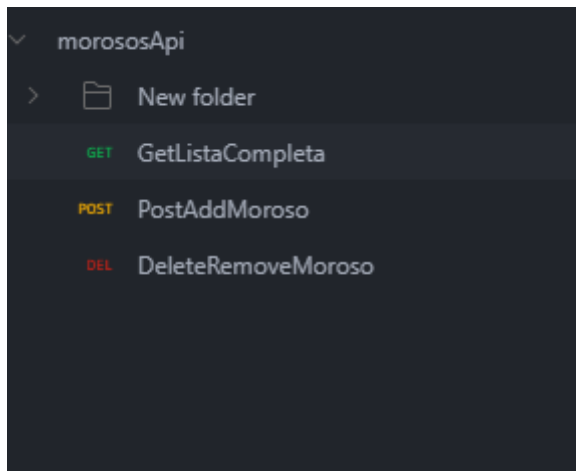 morososApi
New folder
GET GetListaCompleta
POST PostAddMoroso
DEL DeleteRemoveMoroso